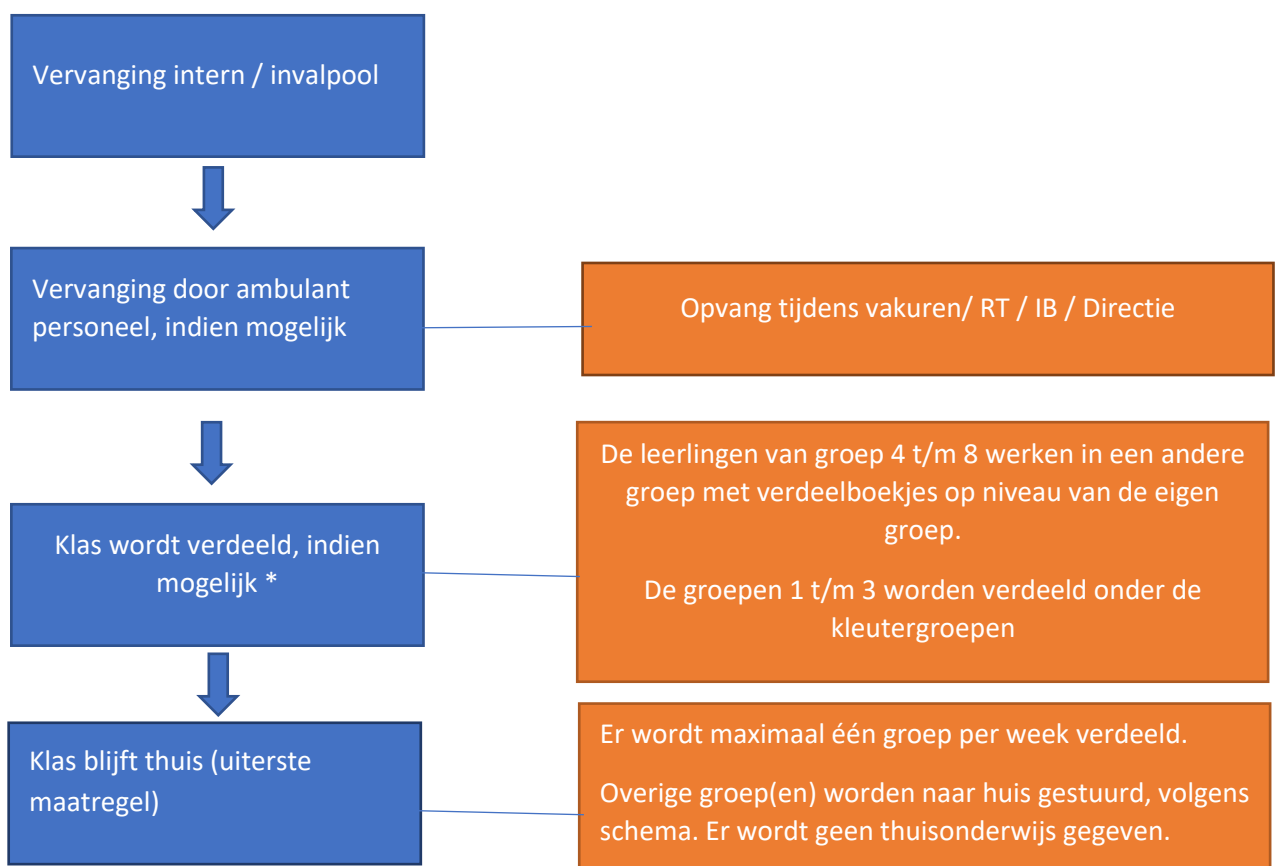 Vervanging intern / invalpool
Vervanging door ambulant
personeel, indien mogelijk
Opvang tijdens vakuren/ RT / IB / Directie
Klas wordt verdeeld, indien
mogelijk *
De leerlingen van groep 4 t/m 8 werken in een andere
groep met verdeelboekjes op niveau van de eigen
groep.
De groepen 1 t/m 3 worden verdeeld onder de
kleutergroepen
Klas blijft thuis (uiterste
maatregel)
Er wordt maximaal één groep per week verdeeld.
Overige groep(en) worden naar huis gestuurd, volgens
schema. Er wordt geen thuisonderwijs gegeven.